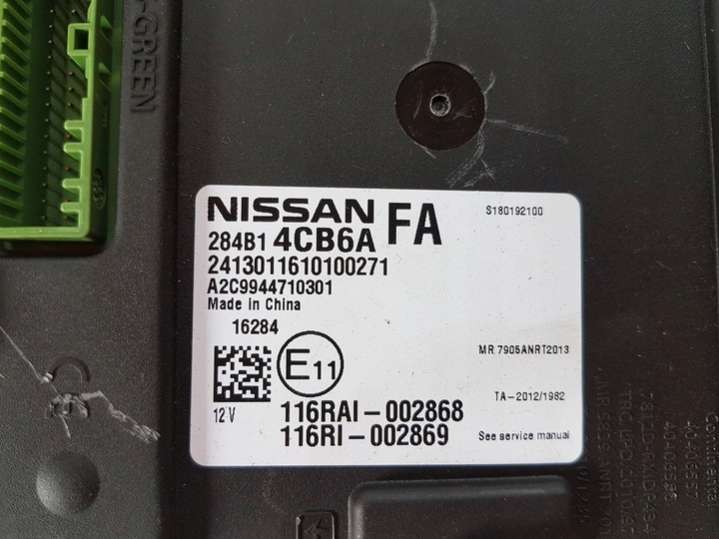 -GREEN
NISSAN FA
S180192100
284B1 4CB6A
2413011610100271
A2C9944710301
Made in China
16284
E11
MR 7905ANRT2013
TA-2012/1982
12 V
116RAI-002868
116RI-002869
See service manual
Continental